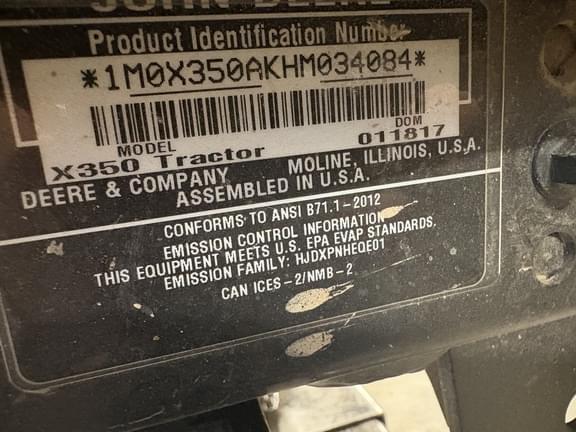 JOHN DEERE
Product Identification Number
*1M0X350AKHM034084*
MODEL DOM
X350 Tractor 011817
DEERE & COMPANY MOLINE, ILLINOIS, U.S.A.
ASSEMBLED IN U.S.A.
CONFORMS TO ANSI B71.1-2012
EMISSION CONTROL INFORMATION
THIS EQUIPMENT MEETS U.S. EPA EVAP STANDARDS.
EMISSION FAMILY: HJDXPNHEQE01
CAN ICES-2/NMB-2